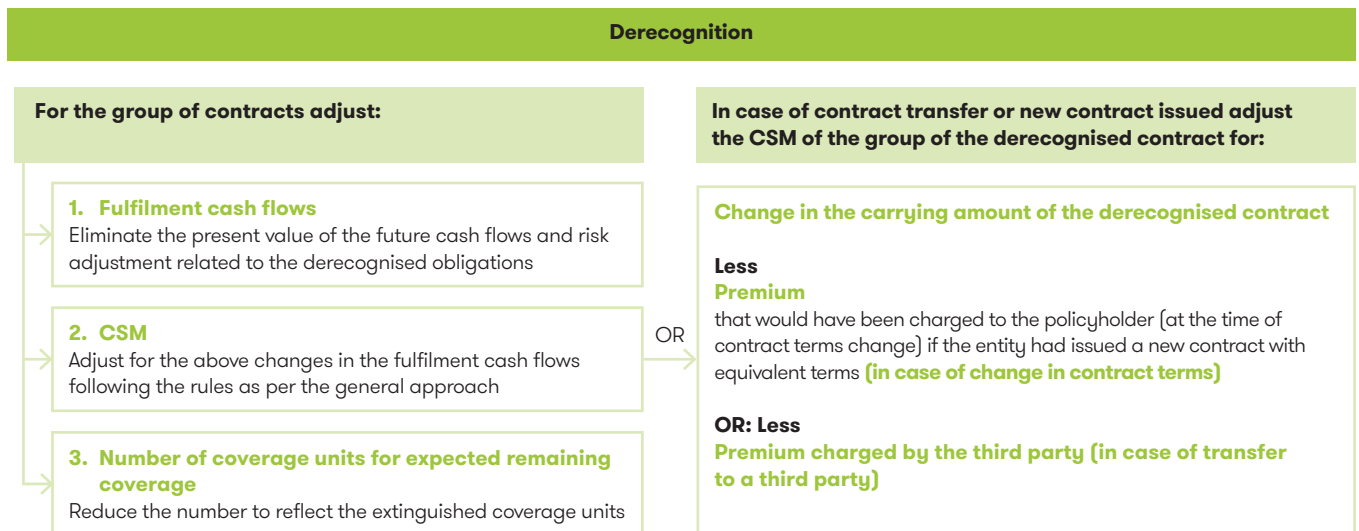 Derecognition
For the group of contracts adjust:
1. Fulfilment cash flows
Eliminate the present value of the future cash flows and risk
adjustment related to the derecognised obligations
2. CSM
Adjust for the above changes in the fulfilment cash flows
following the rules as per the general approach
3. Number of coverage units for expected remaining
coverage
Reduce the number to reflect the extinguished coverage units
OR
In case of contract transfer or new contract issued adjust
the CSM of the group of the derecognised contract for:
Change in the carrying amount of the derecognised contract
Less
Premium
that would have been charged to the policyholder (at the time of
contract terms change) if the entity had issued a new contract with
equivalent terms (in case of change in contract terms)
OR: Less
Premium charged by the third party (in case of transfer
to a third party)